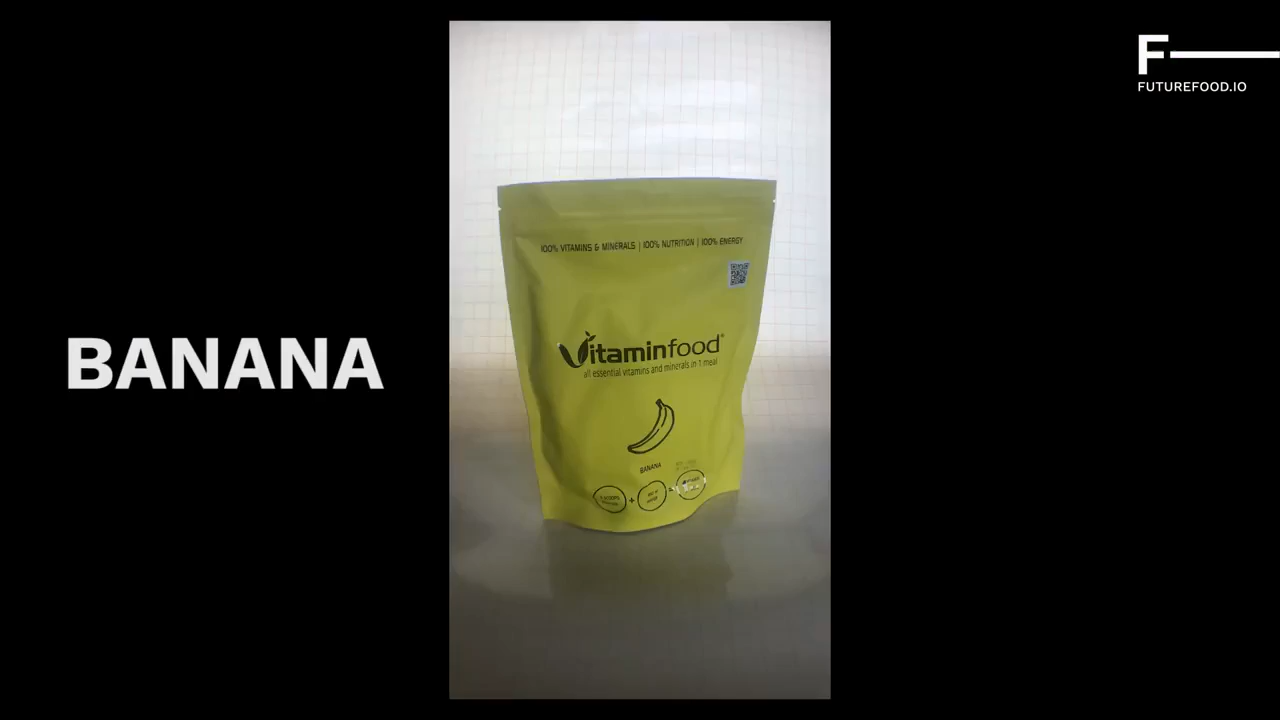 F
FUTUREFOOD.IO
BANANA
100% VITAMINS & MINERALS | 100% NUTRITION | 100% ENERGY
Vitaminfood®
all essential vitamins and minerals in 1 meal
BANANA